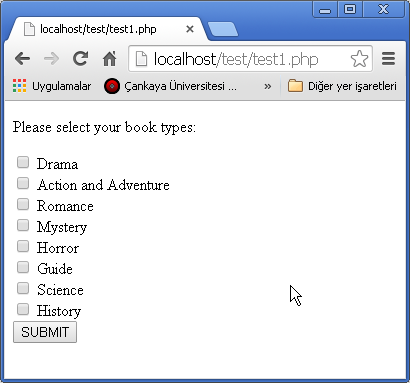 localhost/test/test1.php
localhost/test/test1.php
Uygulamalar Çankaya Üniversitesi ... » Diğer yer işaretleri
Please select your book types:
Drama
Action and Adventure
Romance
Mystery
Horror
Guide
Science
History
SUBMIT